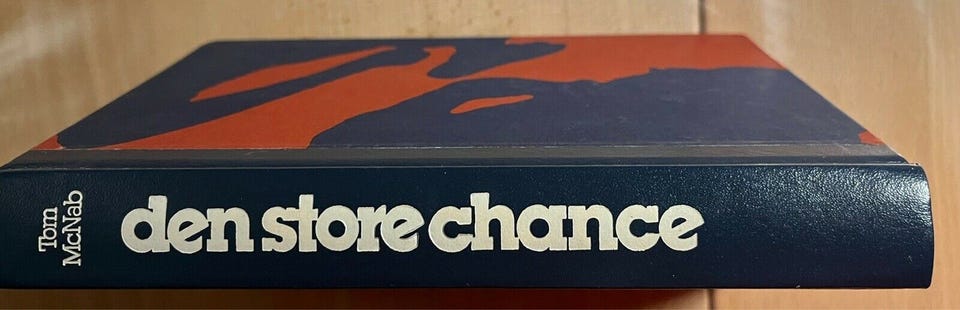 Tom
McNab
den store chance